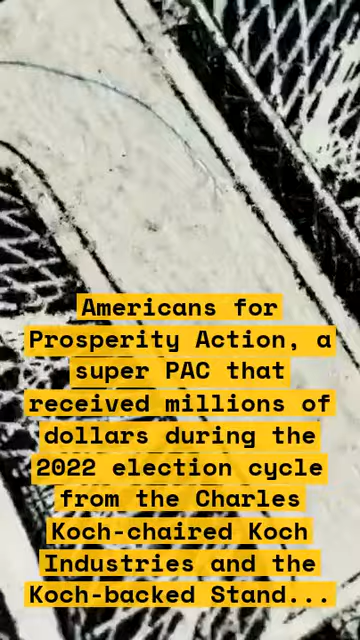 Americans for
Prosperity Action, a
super PAC that
received millions of
dollars during the
2022 election cycle
from the Charles
Koch-chaired Koch
Industries and the
Koch-backed Stand...